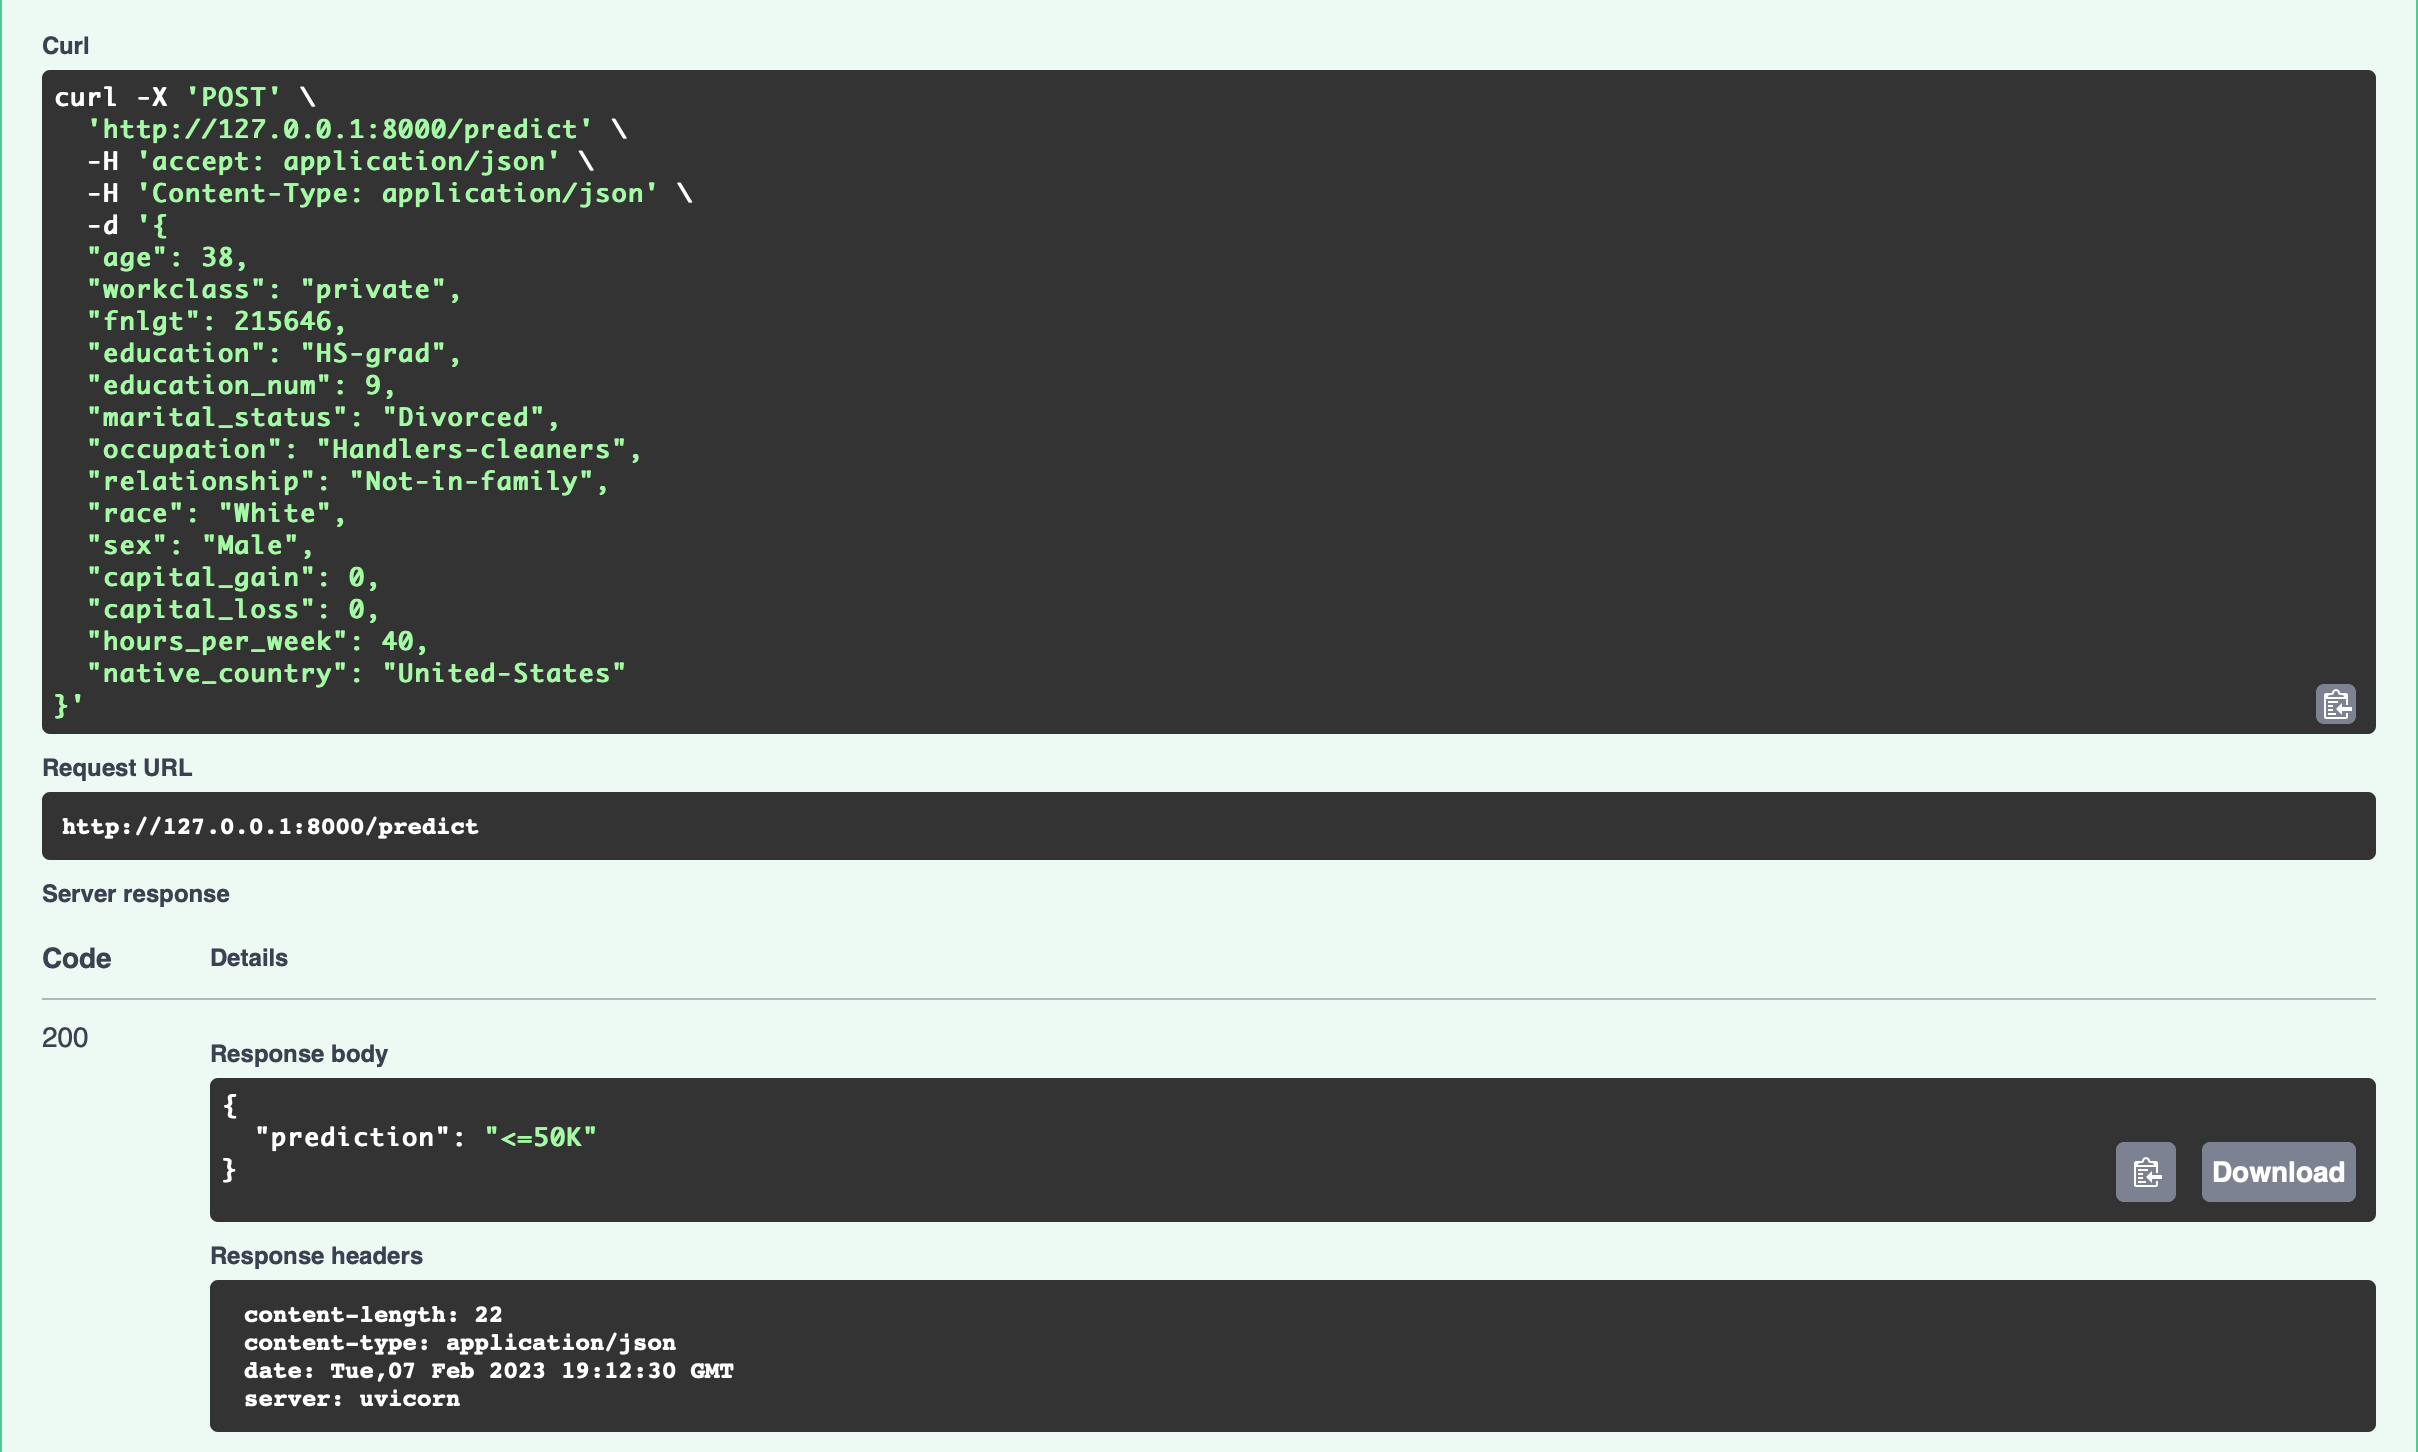 Curl
curl -X 'POST' \
'http://127.0.0.1:8000/predict' \
-H 'accept: application/json' \
-H 'Content-Type: application/json' \
-d '{
"age": 38,
"workclass": "private",
"fnlgt": 215646,
"education": "HS-grad",
"education_num": 9,
"marital_status": "Divorced",
"occupation": "Handlers-cleaners",
"relationship": "Not-in-family",
"race": "White",
"sex": "Male",
"capital_gain": 0,
"capital_loss": 0,
"hours_per_week": 40,
"native_country": "United-States"
}'
Request URL
http://127.0.0.1:8000/predict
Server response
Code Details
200
Response body
{
"prediction": "<=50K"
}
Download
Response headers
content-length: 22
content-type: application/json
date: Tue,07 Feb 2023 19:12:30 GMT
server: uvicorn